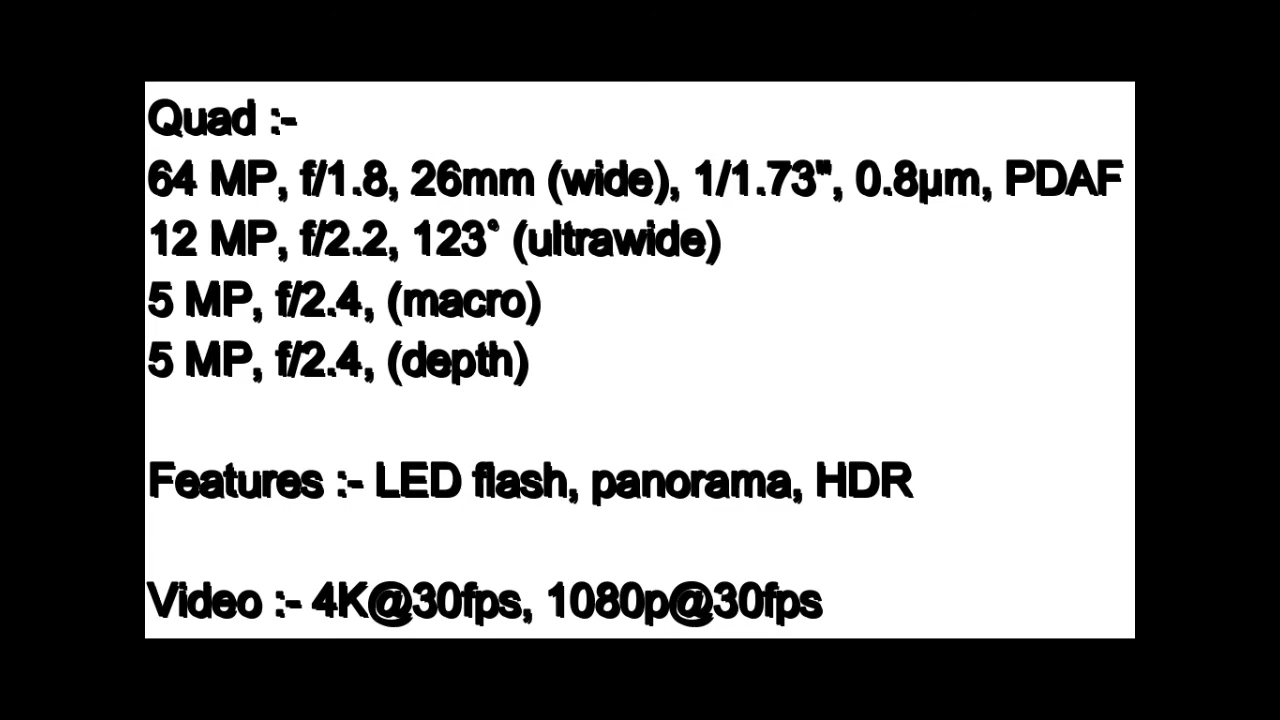 Quad :-
64 MP, f/1.8, 26mm (wide), 1/1.73", 0.8µm, PDAF
12 MP, f/2.2, 123˚ (ultrawide)
5 MP, f/2.4, (macro)
5 MP, f/2.4, (depth)
Features :- LED flash, panorama, HDR
Video :- 4K@30fps, 1080p@30fps